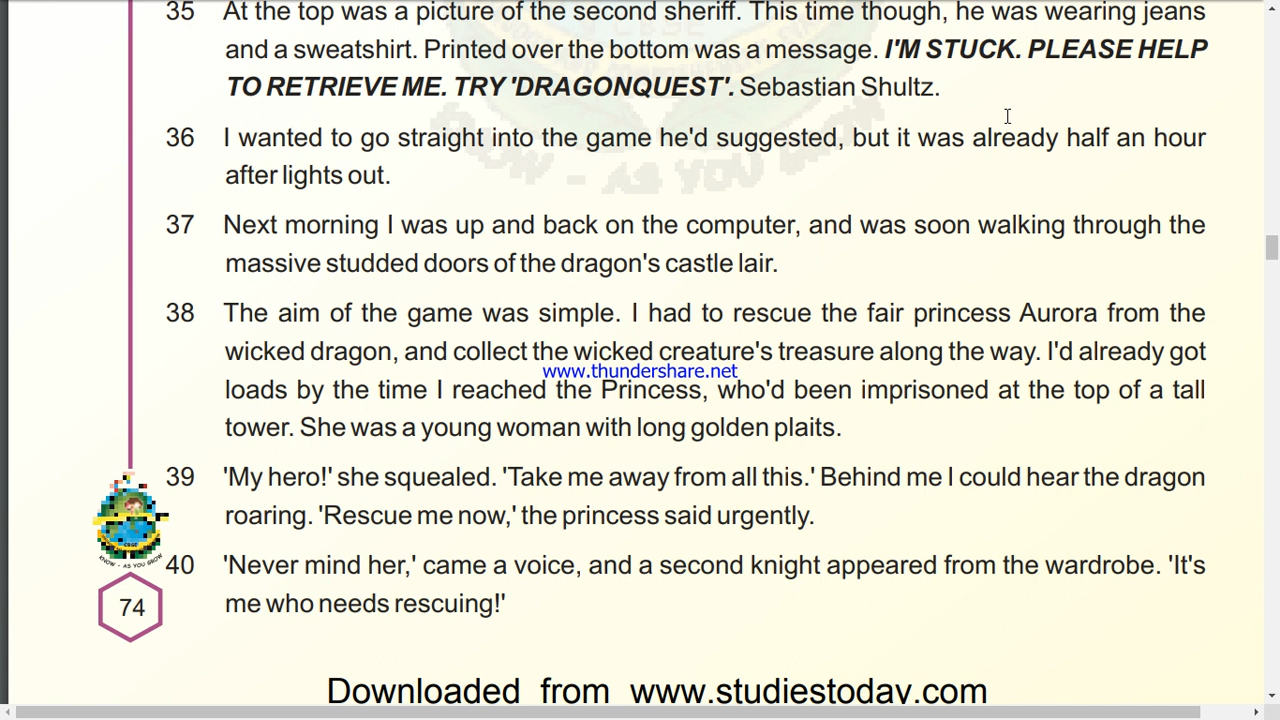 35 At the top was a picture of the second sheriff. This time though, he was wearing jeans
and a sweatshirt. Printed over the bottom was a message. I'M STUCK. PLEASE HELP
TO RETRIEVE ME. TRY 'DRAGONQUEST'. Sebastian Shultz.
36 I wanted to go straight into the game he'd suggested, but it was already half an hour
after lights out.
37 Next morning I was up and back on the computer, and was soon walking through the
massive studded doors of the dragon's castle lair.
38 The aim of the game was simple. I had to rescue the fair princess Aurora from the
wicked dragon, and collect the wicked creature's treasure along the way. I'd already got
www.thundershare.net
loads by the time I reached the Princess, who'd been imprisoned at the top of a tall
tower. She was a young woman with long golden plaits.
39 'My hero!' she squealed. 'Take me away from all this.' Behind me I could hear the dragon
roaring. 'Rescue me now,' the princess said urgently.
KNOW - AS YOU GROW
40 'Never mind her,' came a voice, and a second knight appeared from the wardrobe. 'It's
me who needs rescuing!'
74
Downloaded from www.studiestoday.com